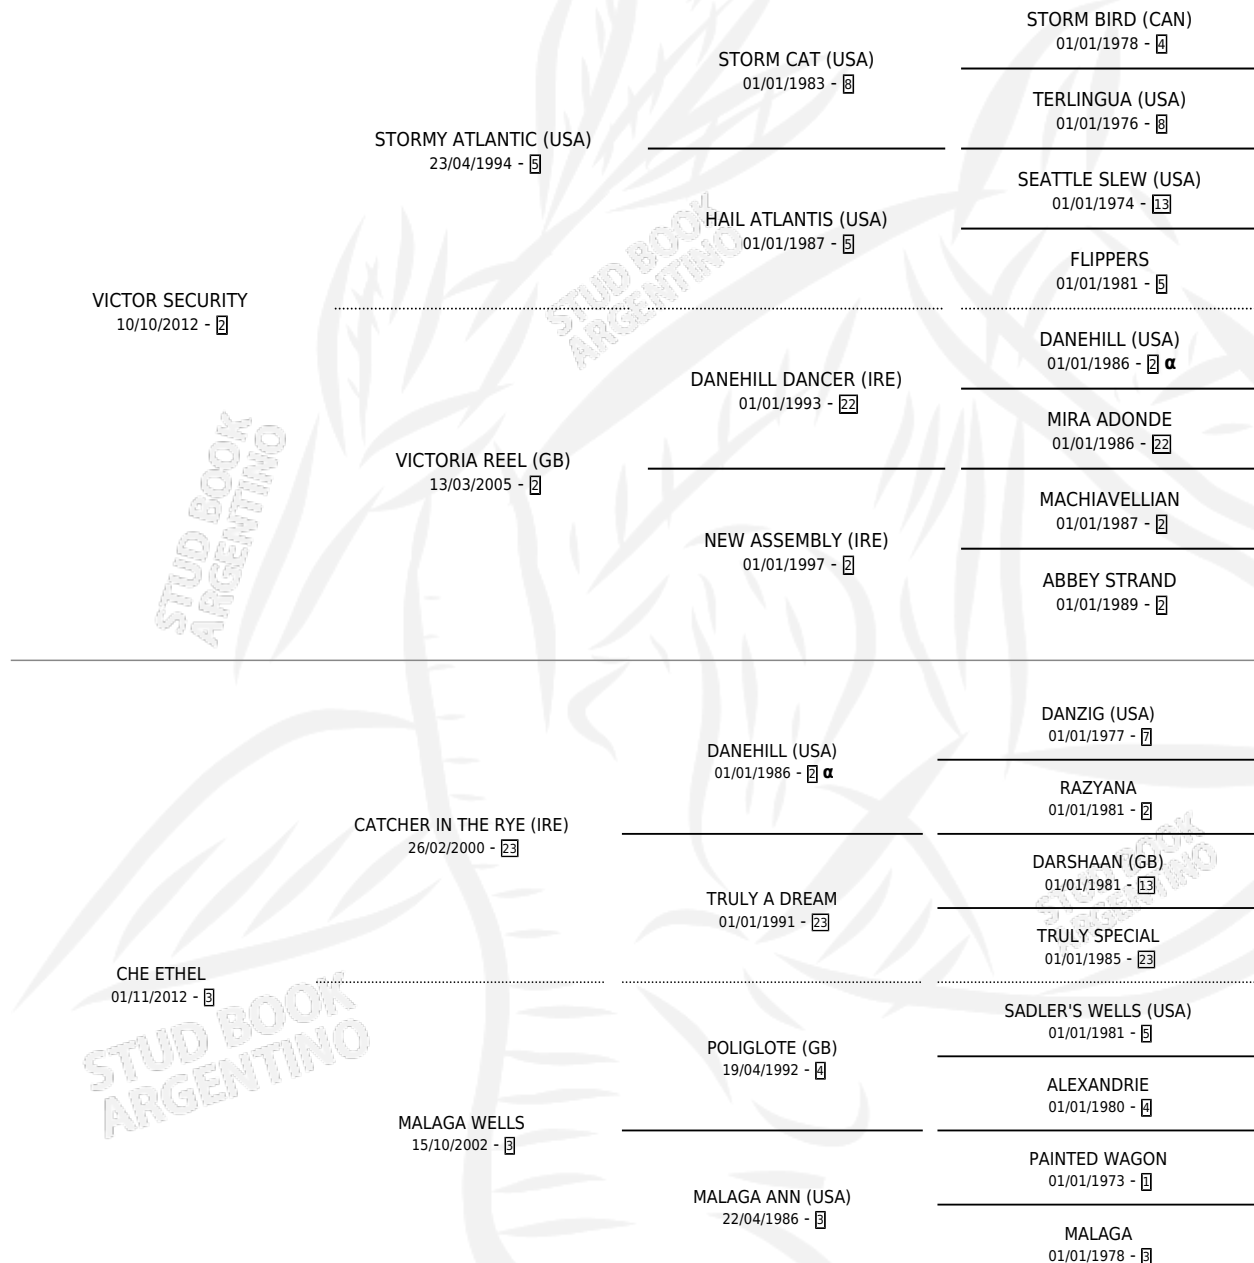 STORM BIRD (CAN)
01/01/1978 - 4
STORM CAT (USA)
01/01/1983 - 8
TERLINGUA (USA)
01/01/1976 - 8
STORMY ATLANTIC (USA)
23/04/1994 - 5
SEATTLE SLEW (USA)
01/01/1974 - 13
HAIL ATLANTIS (USA)
01/01/1987 - 5
FLIPPERS
01/01/1981 - 5
VICTOR SECURITY
10/10/2012 - 2
DANEHILL (USA)
01/01/1986 - 2 α
DANEHILL DANCER (IRE)
01/01/1993 - 22
MIRA ADONDE
01/01/1986 - 22
VICTORIA REEL (GB)
13/03/2005 - 2
MACHIAVELLIAN
01/01/1987 - 2
NEW ASSEMBLY (IRE)
01/01/1997 - 2
ABBEY STRAND
01/01/1989 - 2
DANZIG (USA)
01/01/1977 - 7
DANEHILL (USA)
01/01/1986 - 2 α
RAZYANA
01/01/1981 - 2
CATCHER IN THE RYE (IRE)
26/02/2000 - 23
DARSHAAN (GB)
01/01/1981 - 13
TRULY A DREAM
01/01/1991 - 23
TRULY SPECIAL
01/01/1985 - 23
CHE ETHEL
01/11/2012 - 3
SADLER'S WELLS (USA)
01/01/1981 - 5
POLIGLOTE (GB)
19/04/1992 - 4
ALEXANDRIE
01/01/1980 - 4
MALAGA WELLS
15/10/2002 - 3
PAINTED WAGON
01/01/1973 - 1
MALAGA ANN (USA)
22/04/1986 - 3
MALAGA
01/01/1978 - 3
STUD BOOK
ARGENTINO
STUD BOOK
ARGENTINO
STUD BOOK
ARGENTINO
STUD BOOK
ARGENTINO